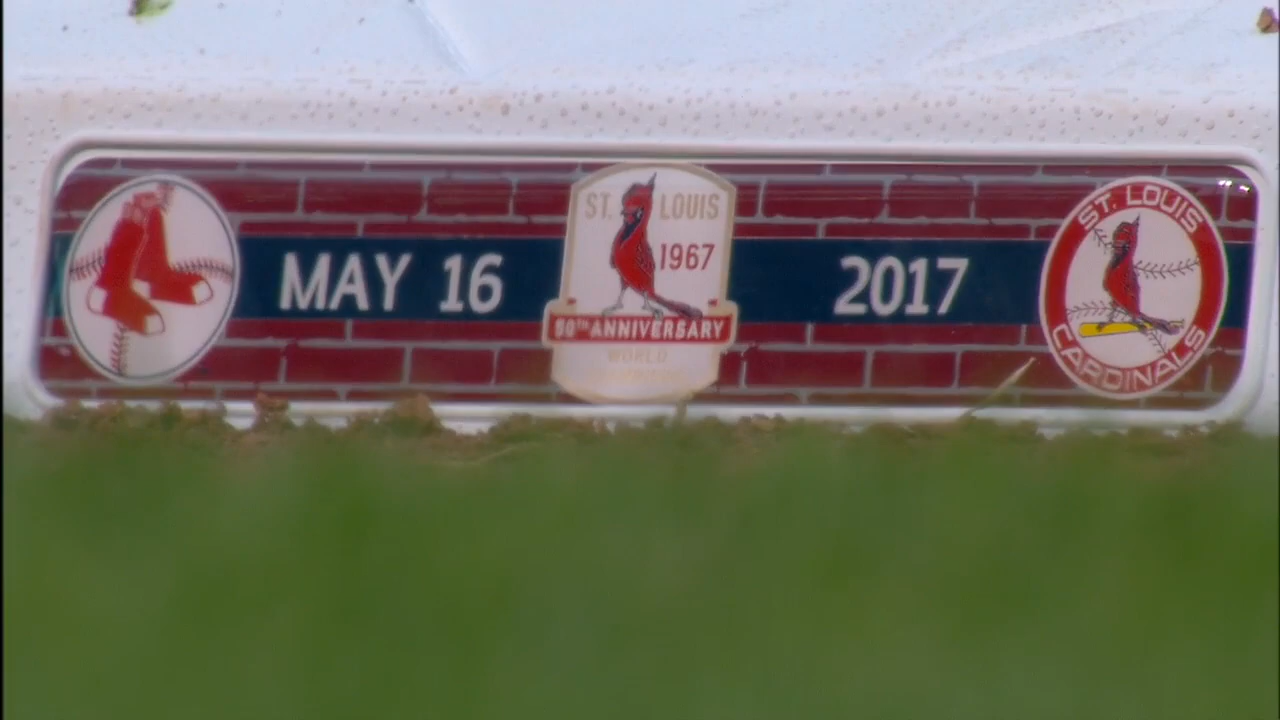 MAY 16
ST. LOUIS
1967
50TH ANNIVERSARY
WORLD
2017
ST. LOUIS
CARDINALS